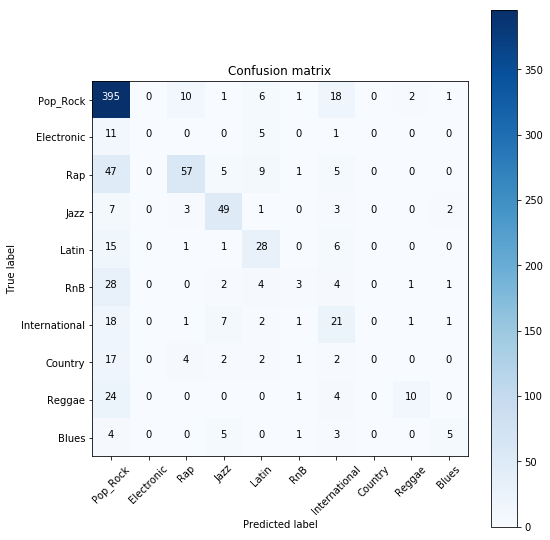 Confusion matrix
Pop_Rock 395 0 10 1 6 1 18 0 2 1
Electronic 11 0 0 0 5 0 1 0 0 0
Rap 47 0 57 5 9 1 5 0 0 0
Jazz 7 0 3 49 1 0 3 0 0 2
Latin 15 0 1 1 28 0 6 0 0 0
RnB 28 0 0 2 4 3 4 0 1 1
International 18 0 1 7 2 1 21 0 1 1
Country 17 0 4 2 2 1 2 0 0 0
Reggae 24 0 0 0 0 1 4 0 10 0
Blues 4 0 0 5 0 1 3 0 0 5
Pop_Rock Electronic Rap Jazz Latin RnB International Country Reggae Blues
True label
Predicted label
350
300
250
200
150
100
50
0